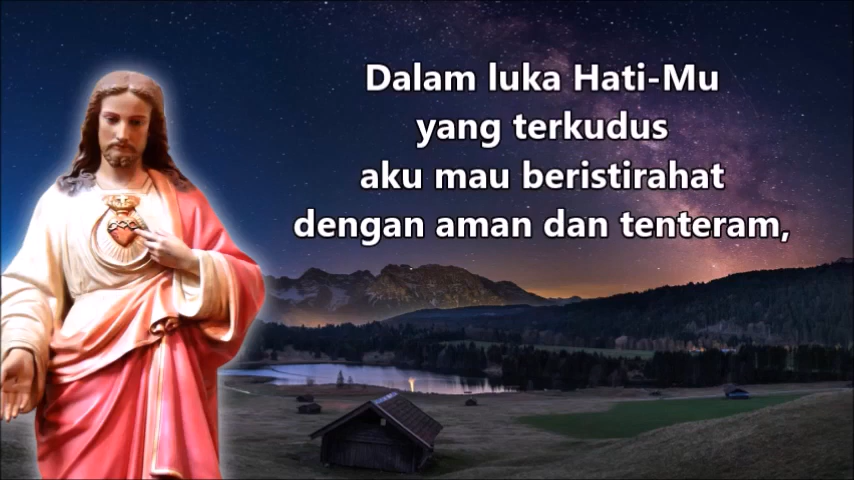 Dalam luka Hati-Mu
yang terkudus
aku mau beristirahat
dengan aman dan tenteram,